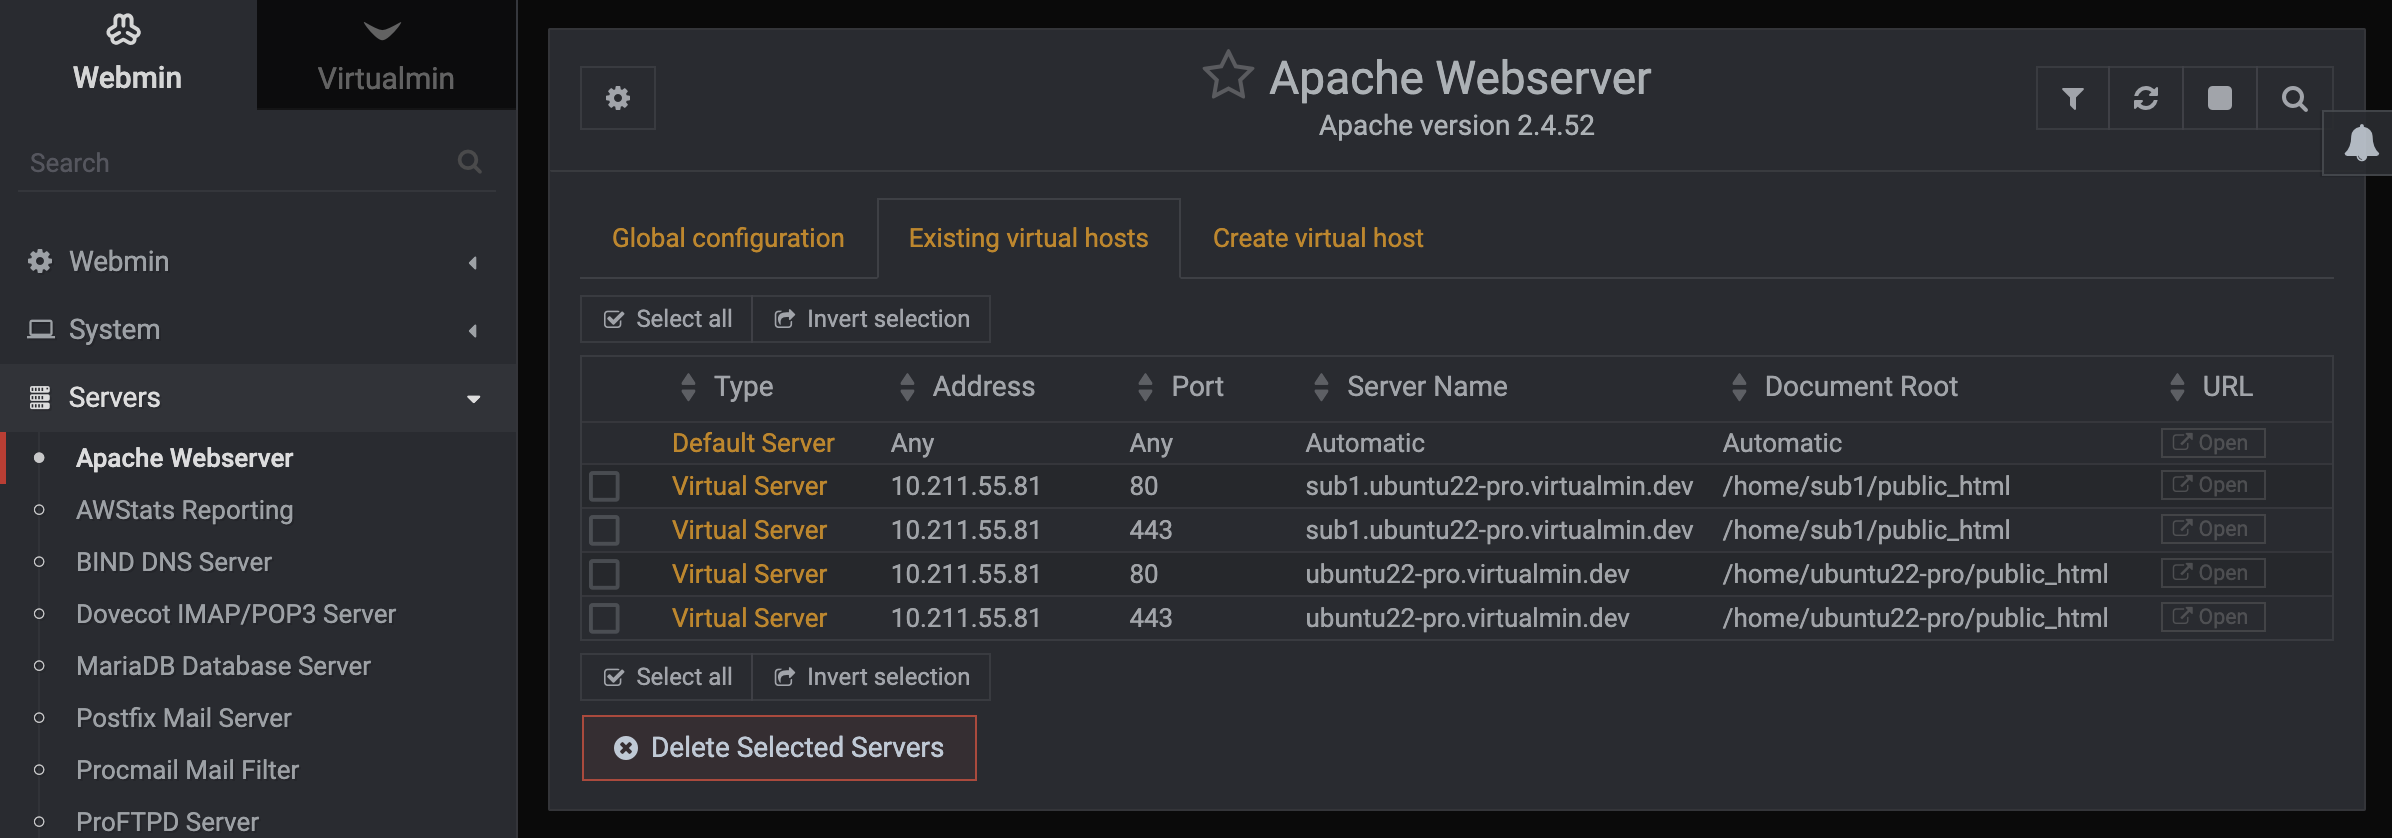 Webmin
Virtualmin
Search
Webmin
System
Servers
Apache Webserver
AWStats Reporting
BIND DNS Server
Dovecot IMAP/POP3 Server
MariaDB Database Server
Postfix Mail Server
Procmail Mail Filter
ProFTPD Server
Apache Webserver
Apache version 2.4.52
Global configuration Existing virtual hosts Create virtual host
Select all Invert selection
Type Address Port Server Name Document Root URL
Default Server Any Any Automatic Automatic Open
Virtual Server 10.211.55.81 80 sub1.ubuntu22-pro.virtualmin.dev /home/sub1/public_html Open
Virtual Server 10.211.55.81 443 sub1.ubuntu22-pro.virtualmin.dev /home/sub1/public_html Open
Virtual Server 10.211.55.81 80 ubuntu22-pro.virtualmin.dev /home/ubuntu22-pro/public_html Open
Virtual Server 10.211.55.81 443 ubuntu22-pro.virtualmin.dev /home/ubuntu22-pro/public_html Open
Select all Invert selection
Delete Selected Servers